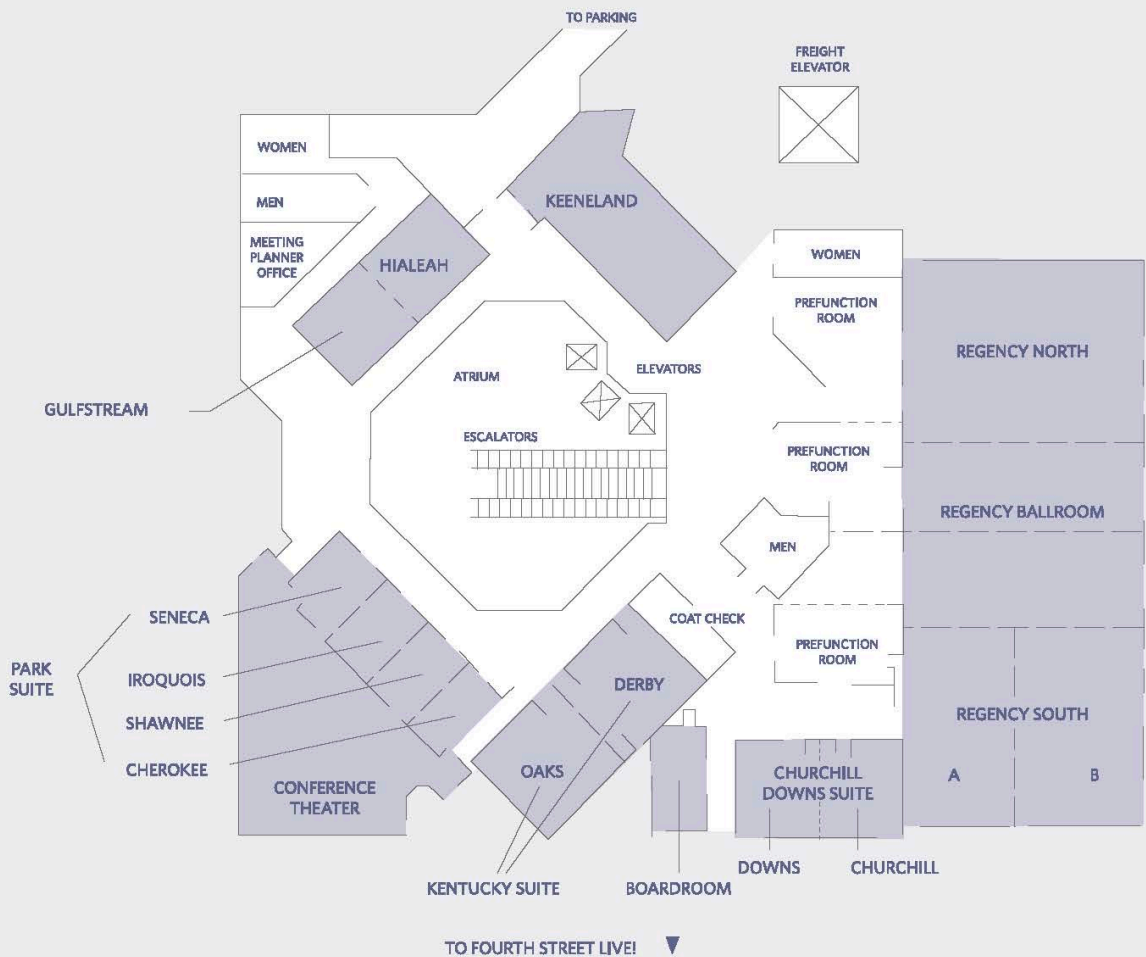 TO PARKING
FREIGHT
ELEVATOR
WOMEN
MEN
MEETING
PLANNER
OFFICE
HIALEAH
KEENELAND
WOMEN
PREFUNCTION
ROOM
REGENCY NORTH
ATRIUM
ELEVATORS
GULFSTREAM
ESCALATORS
PREFUNCTION
ROOM
REGENCY BALLROOM
MEN
SENECA
COAT CHECK
PREFUNCTION
ROOM
PARK
SUITE
IROQUOIS
DERBY
SHAWNEE
REGENCY SOUTH
CHEROKEE
OAKS
CONFERENCE
THEATER
CHURCHILL
DOWNS SUITE
A
B
DOWNS
CHURCHILL
KENTUCKY SUITE
BOARDROOM
TO FOURTH STREET LIVE!